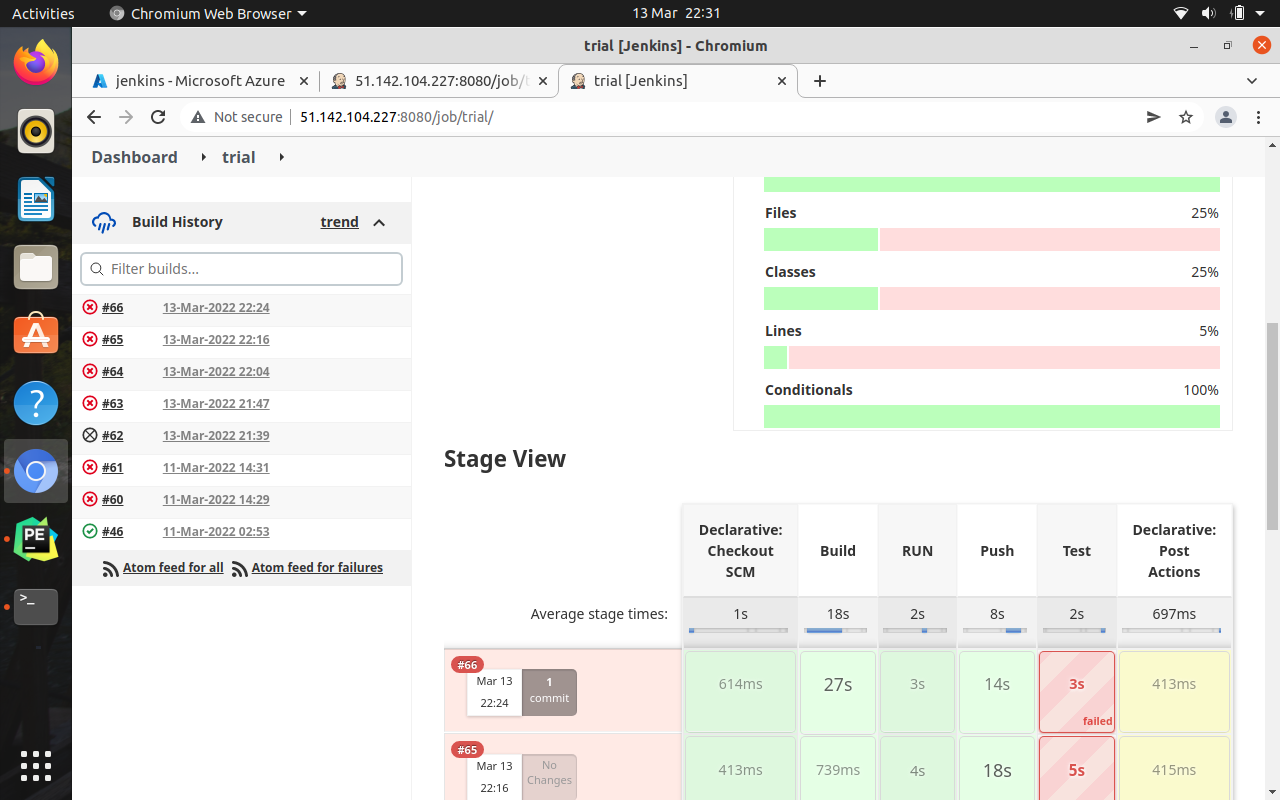 Activities
Chromium Web Browser
13 Mar 22:31
trial [Jenkins] - Chromium
jenkins - Microsoft Azure
51.142.104.227:8080/job/t
trial [Jenkins]
Not secure
51.142.104.227:8080/job/trial/
Dashboard
trial
Build History
trend
Filter builds...
#66 13-Mar-2022 22:24
#65 13-Mar-2022 22:16
#64 13-Mar-2022 22:04
#63 13-Mar-2022 21:47
#62 13-Mar-2022 21:39
#61 11-Mar-2022 14:31
#60 11-Mar-2022 14:29
#46 11-Mar-2022 02:53
Atom feed for all
Atom feed for failures
Files 25%
Classes 25%
Lines 5%
Conditionals 100%
Stage View
Declarative:
Checkout
SCM
Build
RUN
Push
Test
Declarative:
Post
Actions
Average stage times:
1s
18s
2s
8s
2s
697ms
#66
Mar 13
22:24
1
commit
614ms
27s
3s
14s
3s
failed
413ms
#65
Mar 13
22:16
No
Changes
413ms
739ms
4s
18s
5s
415ms
PE
>_
?